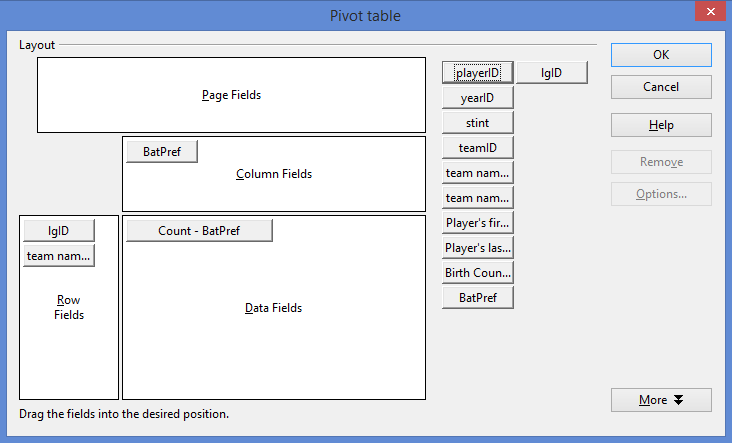 Pivot table
x
Layout
Page Fields
BatPref
Column Fields
lgID
team nam...
Row
Fields
Count - BatPref
Data Fields
Drag the fields into the desired position.
playerID
lgID
yearID
stint
teamID
team nam...
team nam...
Player's fir...
Player's las...
Birth Coun...
BatPref
OK
Cancel
Help
Remove
Options...
More